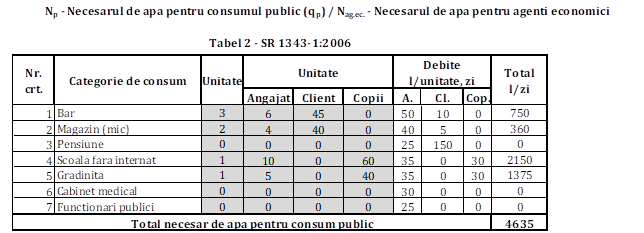 Np - Necesarul de apa pentru consumul public (qp) / Nag.ec. - Necesarul de apa pentru agenti economici
Tabel 2 - SR 1343-1:2006
Nr. crt. Categorie de consum Unitate Unitate Debite l/unitate, zi Total l/zi
Angajat Client Copii A. Cl. Cop.
1 Bar 3 6 45 0 50 10 0 750
2 Magazin (mic) 2 4 40 0 40 5 0 360
3 Pensiune 0 0 0 0 25 150 0 0
4 Scoala fara internat 1 10 0 60 35 0 30 2150
5 Gradinita 1 5 0 40 35 0 30 1375
6 Cabinet medical 0 0 0 0 30 0 0 0
7 Functionari publici 0 0 0 0 25 0 0 0
Total necesar de apa pentru consum public 4635